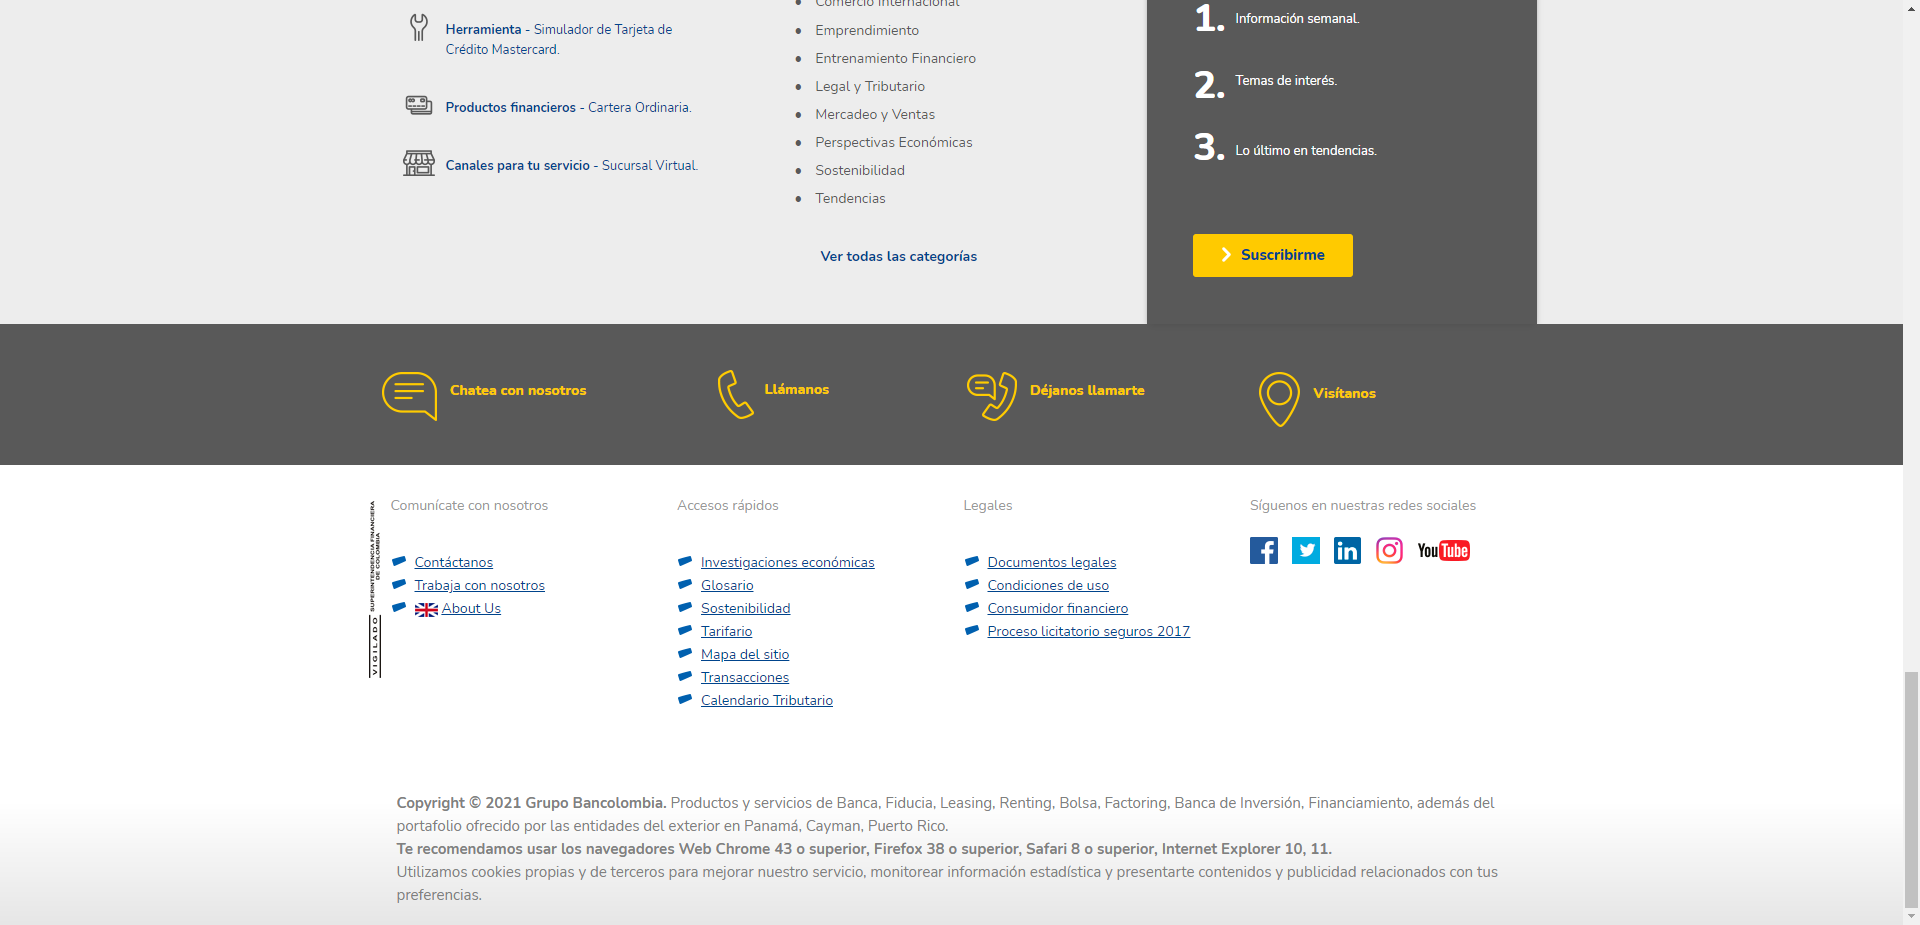 Herramienta - Simulador de Tarjeta de
Crédito Mastercard.
Productos financieros - Cartera Ordinaria.
Canales para tu servicio - Sucursal Virtual.
Comercio Internacional
Emprendimiento
Entrenamiento Financiero
Legal y Tributario
Mercadeo y Ventas
Perspectivas Económicas
Sostenibilidad
Tendencias
Ver todas las categorías
1. Información semanal.
2. Temas de interés.
3. Lo último en tendencias.
Suscribirme
Chatea con nosotros
Llámanos
Déjanos llamarte
Visítanos
SUPERINTENDENCIA FINANCIERA
DE COLOMBIA
VIGILADO
Comunícate con nosotros
Contáctanos
Trabaja con nosotros
About Us
Accesos rápidos
Investigaciones económicas
Glosario
Sostenibilidad
Tarifario
Mapa del sitio
Transacciones
Calendario Tributario
Legales
Documentos legales
Condiciones de uso
Consumidor financiero
Proceso licitatorio seguros 2017
Síguenos en nuestras redes sociales
YouTube
Copyright © 2021 Grupo Bancolombia. Productos y servicios de Banca, Fiducia, Leasing, Renting, Bolsa, Factoring, Banca de Inversión, Financiamiento, además del
portafolio ofrecido por las entidades del exterior en Panamá, Cayman, Puerto Rico.
Te recomendamos usar los navegadores Web Chrome 43 o superior, Firefox 38 o superior, Safari 8 o superior, Internet Explorer 10, 11.
Utilizamos cookies propias y de terceros para mejorar nuestro servicio, monitorear información estadística y presentarte contenidos y publicidad relacionados con tus
preferencias.